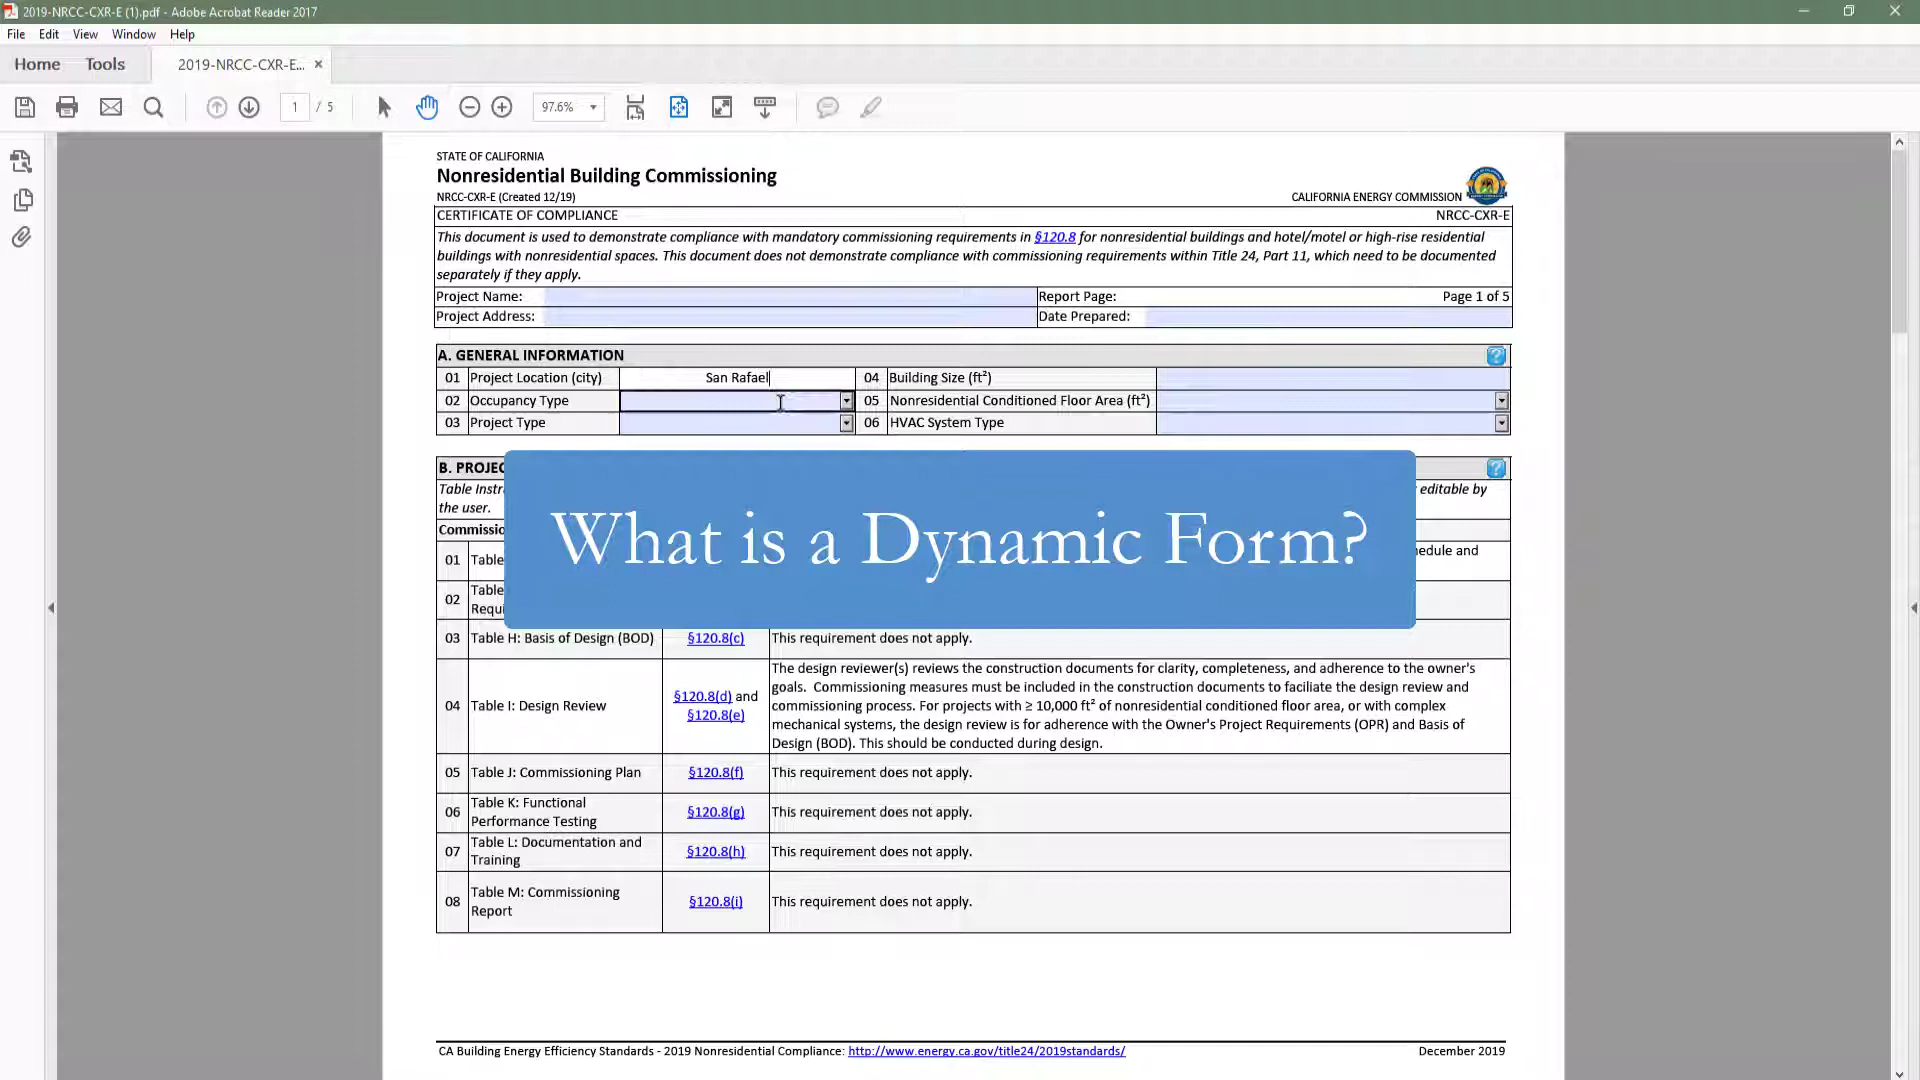 2019-NRCC-CXR-E (1).pdf - Adobe Acrobat Reader 2017
File Edit View Window Help
Home Tools 2019-NRCC-CXR-E... ×
1 / 5 97.6%
STATE OF CALIFORNIA
Nonresidential Building Commissioning
NRCC-CXR-E (Created 12/19) CALIFORNIA ENERGY COMMISSION
CERTIFICATE OF COMPLIANCE NRCC-CXR-E
This document is used to demonstrate compliance with mandatory commissioning requirements in §120.8 for nonresidential buildings and hotel/motel or high-rise residential
buildings with nonresidential spaces. This document does not demonstrate compliance with commissioning requirements within Title 24, Part 11, which need to be documented
separately if they apply.
Project Name: Report Page: Page 1 of 5
Project Address: Date Prepared:
A. GENERAL INFORMATION ?
01 Project Location (city) San Rafael 04 Building Size (ft²)
02 Occupancy Type 05 Nonresidential Conditioned Floor Area (ft²)
03 Project Type 06 HVAC System Type
B. PROJEC ?
Table Instr editable by
the user.
Commissio
What is a Dynamic Form?
01 Table edule and
02 Table
Requi
03 Table H: Basis of Design (BOD) §120.8(c) This requirement does not apply.
04 Table I: Design Review §120.8(d) and §120.8(e) The design reviewer(s) reviews the construction documents for clarity, completeness, and adherence to the owner's
goals. Commissioning measures must be included in the construction documents to faciliate the design review and
commissioning process. For projects with ≥ 10,000 ft² of nonresidential conditioned floor area, or with complex
mechanical systems, the design review is for adherence with the Owner's Project Requirements (OPR) and Basis of
Design (BOD). This should be conducted during design.
05 Table J: Commissioning Plan §120.8(f) This requirement does not apply.
06 Table K: Functional
Performance Testing §120.8(g) This requirement does not apply.
07 Table L: Documentation and
Training §120.8(h) This requirement does not apply.
08 Table M: Commissioning
Report §120.8(i) This requirement does not apply.
CA Building Energy Efficiency Standards - 2019 Nonresidential Compliance: http://www.energy.ca.gov/title24/2019standards/ December 2019